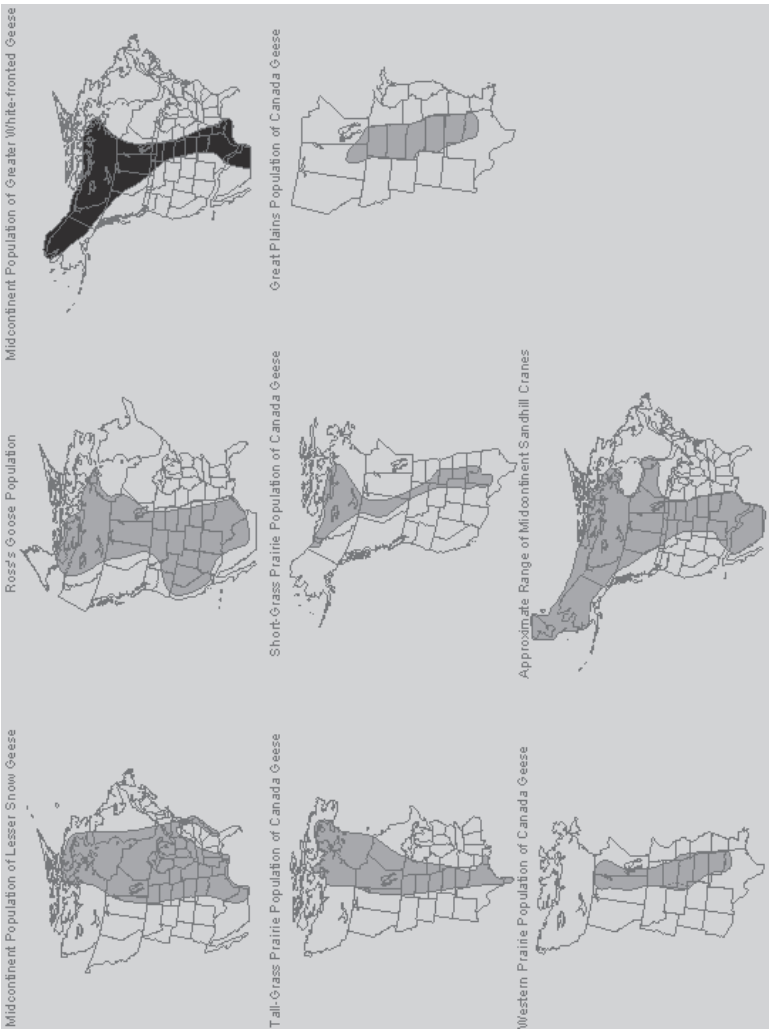 Midcontinent Population of Lesser Snow Geese
Ross's Goose Population
Midcontinent Population of Greater White-fronted Geese
Tall-Grass Prairie Population of Canada Geese
Short-Grass Prairie Population of Canada Geese
Great Plains Population of Canada Geese
Western Prairie Population of Canada Geese
Approximate Range of Midcontinent Sandhill Cranes